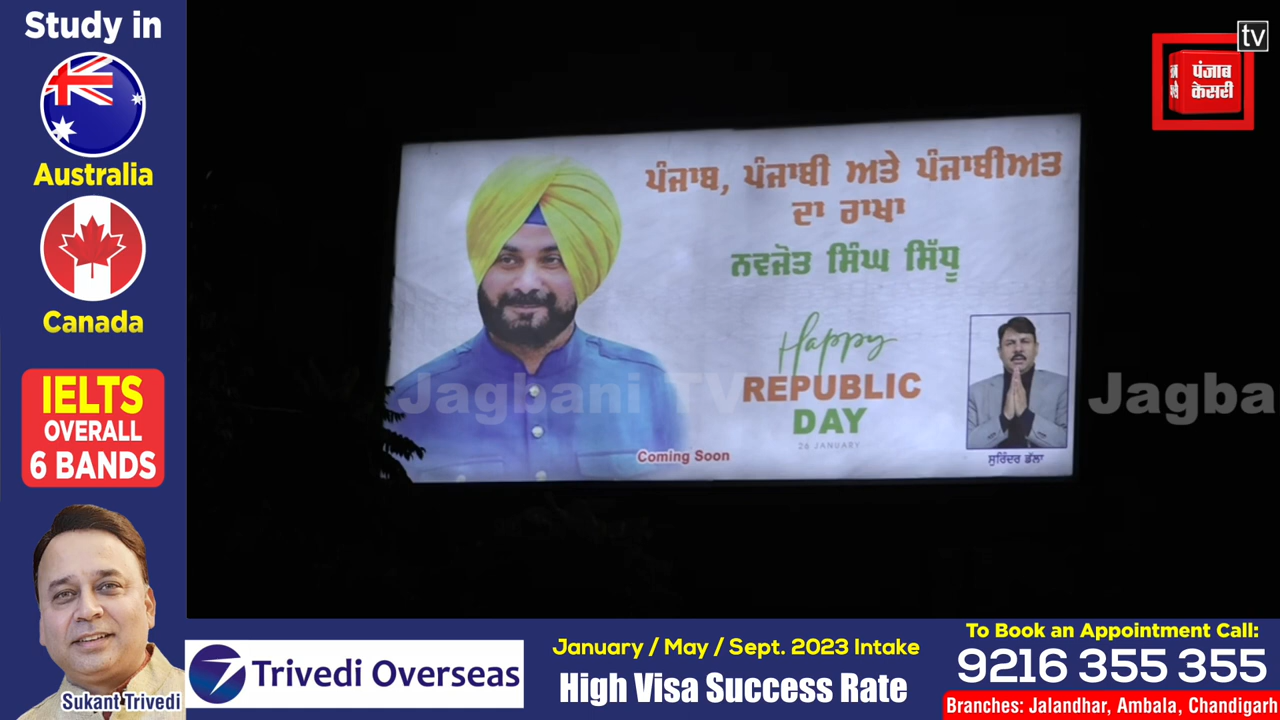 Study in
Australia
Canada
IELTS
OVERALL
6 BANDS
Sukant Trivedi
ਪੰਜਾਬ, ਪੰਜਾਬੀ ਅਤੇ ਪੰਜਾਬੀਅਤ
ਦਾ ਰਾਖਾ
ਨਵਜੋਤ ਸਿੰਘ ਸਿੱਧੂ
Happy
REPUBLIC
DAY
26 JANUARY
Coming Soon
ਸੁਰਿੰਦਰ ਡੱਲਾ
Jagbani TV
Jagba
tv
पंजाब
केसरी
Trivedi Overseas
January / May / Sept. 2023 Intake
High Visa Success Rate
To Book an Appointment Call:
9216 355 355
Branches: Jalandhar, Ambala, Chandigarh